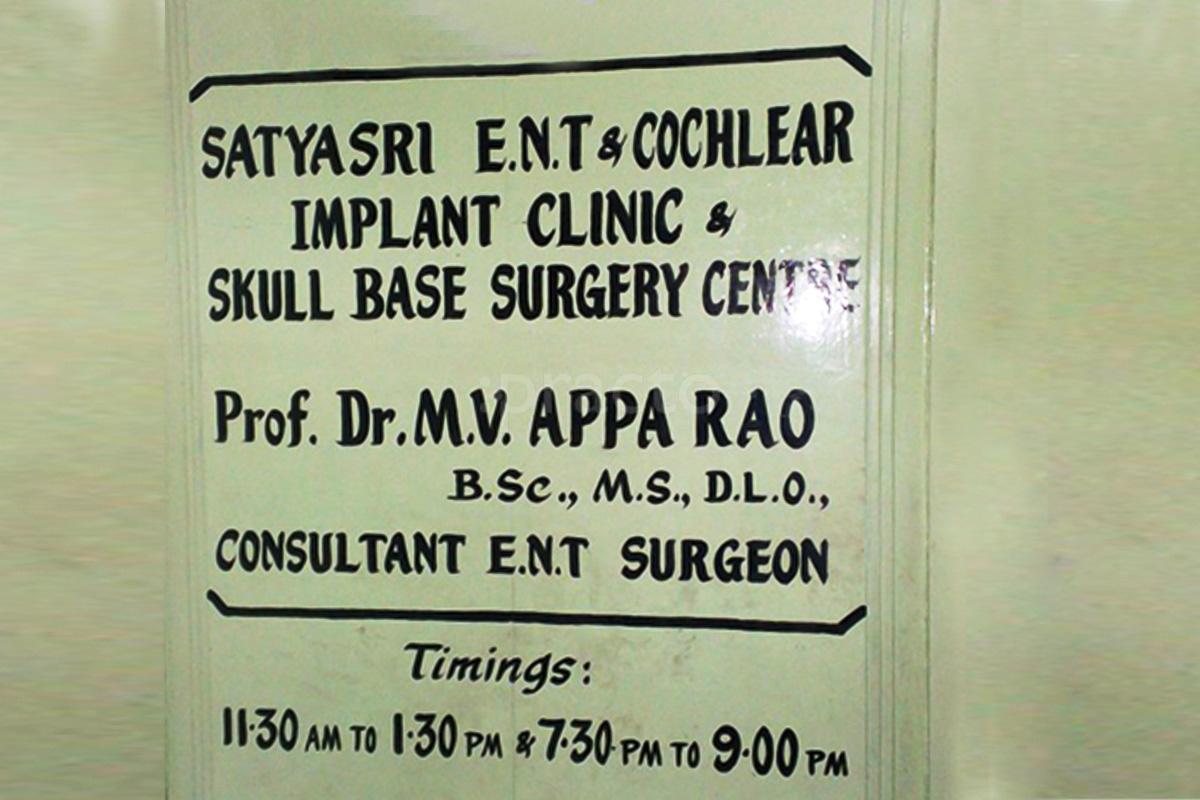 SATYASRI E.N.T & COCHLEAR
IMPLANT CLINIC &
SKULL BASE SURGERY CENTRE
Prof. Dr. M.V. APPA RAO
practo
B.Sc., M.S., D.L.O.,
CONSULTANT E.N.T SURGEON
Timings:
11·30 AM TO 1·30 PM & 7·30 PM TO 9·00 PM